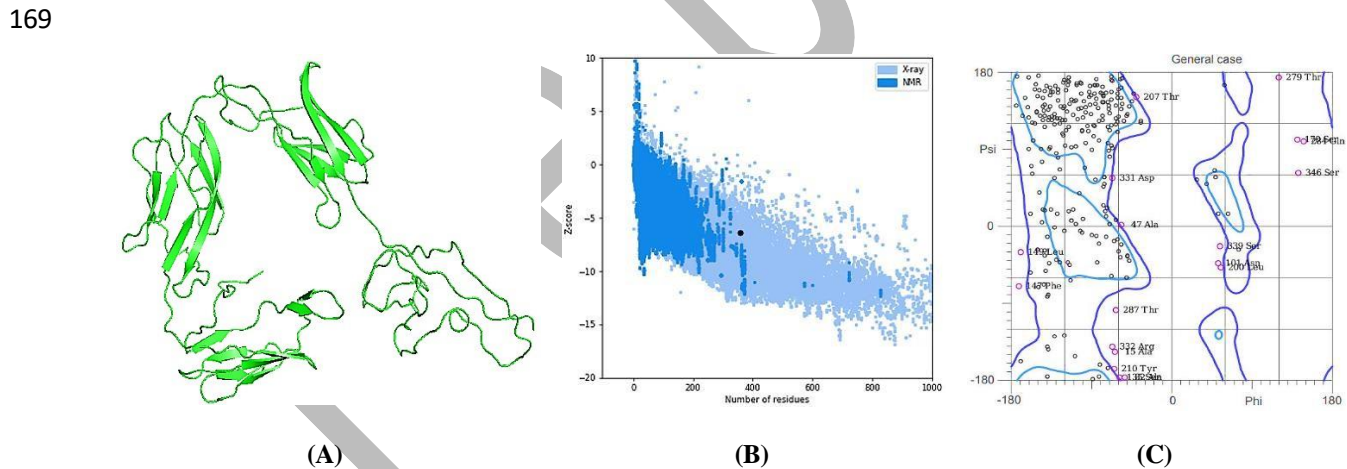 169
General case
10
5
0
−5
−10
−15
−20
Z-score
0
200
400
600
800
1000
Number of residues
X-ray
NMR
180
Psi
0
-180
-180
0
Phi
180
279 Thr
207 Thr
346 Ser
331 Asp
47 Ala
339 Ser
101 Asn
200 Leu
287 Thr
332 Arg
15 Ala
210 Tyr
(A)
(B)
(C)